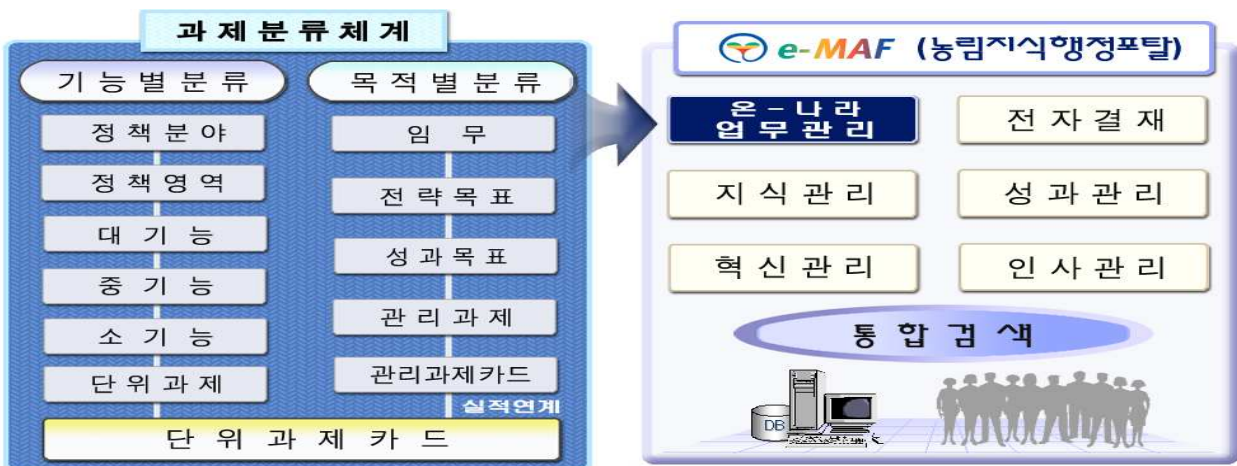 과제분류체계
기능별분류
정책분야
정책영역
대기능
중기능
소기능
단위과제
목적별분류
임무
전략목표
성과목표
관리과제
관리과제카드
실적연계
단위과제카드
e-MAF (농림지식행정포탈)
온-나라
업무관리
전자결재
지식관리
성과관리
혁신관리
인사관리
통합검색
DB